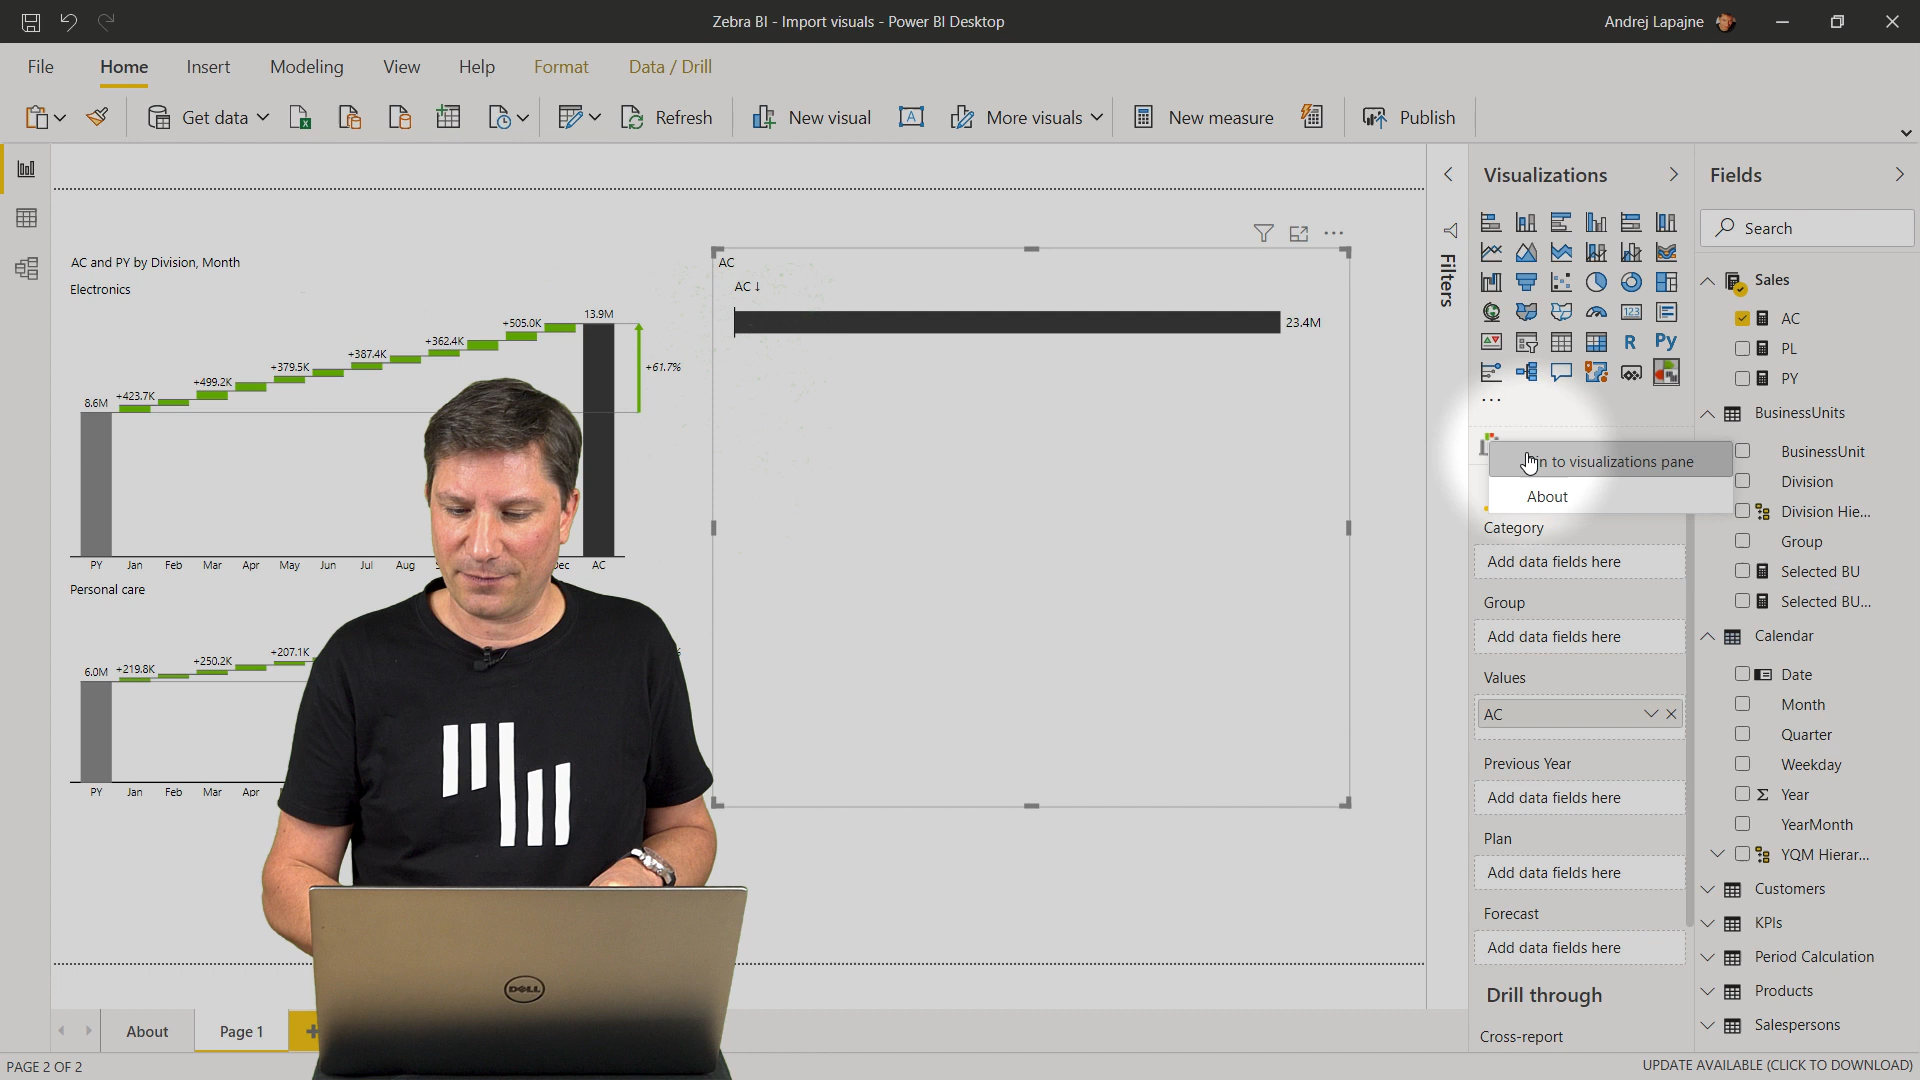 Zebra BI - Import visuals - Power BI Desktop
Andrej Lapajne
File
Home
Insert
Modeling
View
Help
Format
Data / Drill
Get data
Refresh
New visual
More visuals
New measure
Publish
AC and PY by Division, Month
Electronics
8.6M
+423.7K
+499.2K
+379.5K
+387.4K
+362.4K
+505.0K
13.9M
+61.7%
PY
Jan
Feb
Mar
Apr
May
Jun
Jul
Aug
Dec
AC
Personal care
6.0M
+219.8K
+250.2K
+207.1K
PY
Jan
Feb
Mar
Apr
AC
AC ↓
23.4M
DELL
Filters
Visualizations
123
R
Py
...
to visualizations pane
About
Category
Add data fields here
Group
Add data fields here
Values
AC
Previous Year
Add data fields here
Plan
Add data fields here
Forecast
Add data fields here
Drill through
Cross-report
Fields
Search
Sales
AC
PL
PY
BusinessUnits
BusinessUnit
Division
Division Hie...
Group
Selected BU
Selected BU...
Calendar
Date
Month
Quarter
Weekday
Σ Year
YearMonth
YQM Hierar...
Customers
KPIs
Period Calculation
Products
Salespersons
About
Page 1
+
PAGE 2 OF 2
UPDATE AVAILABLE (CLICK TO DOWNLOAD)